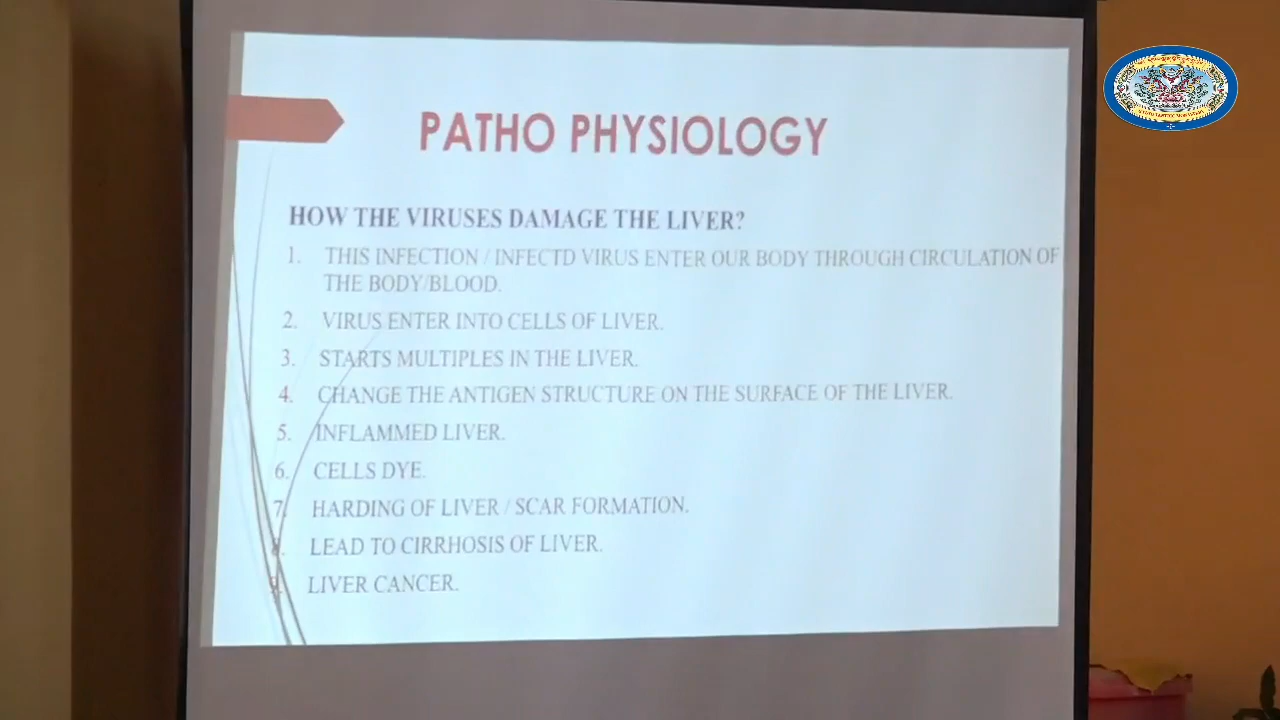 PATHO PHYSIOLOGY
HOW THE VIRUSES DAMAGE THE LIVER?
1. THIS INFECTION / INFECTD VIRUS ENTER OUR BODY THROUGH CIRCULATION OF
THE BODY/BLOOD.
2. VIRUS ENTER INTO CELLS OF LIVER.
3. STARTS MULTIPLES IN THE LIVER.
4. CHANGE THE ANTIGEN STRUCTURE ON THE SURFACE OF THE LIVER.
5. INFLAMMED LIVER.
6. CELLS DYE.
7. HARDING OF LIVER / SCAR FORMATION.
8. LEAD TO CIRRHOSIS OF LIVER.
9. LIVER CANCER.